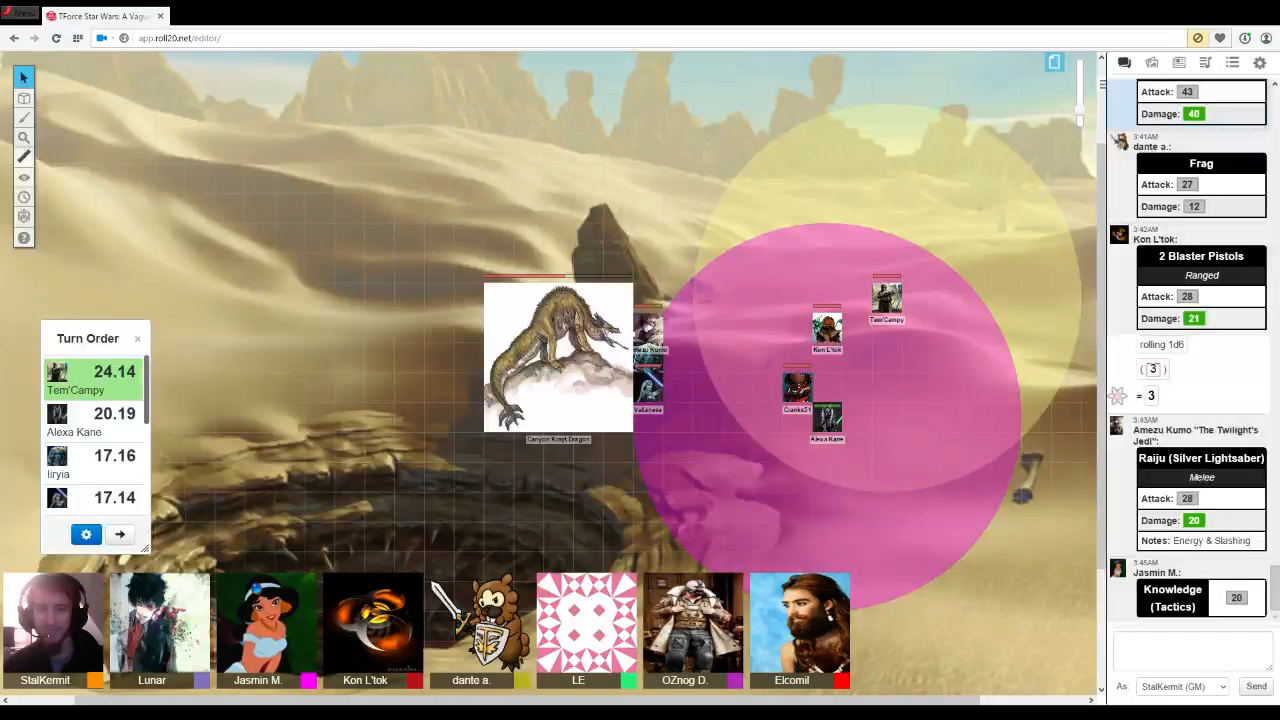 Menu
TForce Star Wars: A Vague
app.roll20.net/editor/
Turn Order
24.14
Tem'Campy
20.19
Alexa Kane
17.16
Iiryia
17.14
Canyon Krayt Dragon
Vallanese
Kon L'tok
Tem'Campy
Cranks51
Alexa Kane
StalKermit
Lunar
Jasmin M.
Kon L'tok
dante a.
LE
OZnog D.
Elcomil
Attack: 43
Damage: 40
3:41AM
dante a.:
Frag
Attack: 27
Damage: 12
3:42AM
Kon L'tok:
2 Blaster Pistols
Ranged
Attack: 28
Damage: 21
rolling 1d6
( 3 )
= 3
3:43AM
Amezu Kumo "The Twilight's
Jedi":
Raiju (Silver Lightsaber)
Melee
Attack: 28
Damage: 20
Notes: Energy & Slashing
3:45AM
Jasmin M.:
Knowledge
(Tactics)
20
As:
StalKermit (GM)
Send